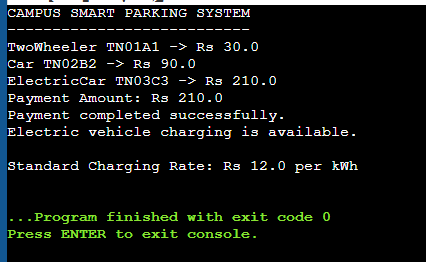 CAMPUS SMART PARKING SYSTEM
----------------------------
TwoWheeler TN01A1 -> Rs 30.0
Car TN02B2 -> Rs 90.0
ElectricCar TN03C3 -> Rs 210.0
Payment Amount: Rs 210.0
Payment completed successfully.
Electric vehicle charging is available.
Standard Charging Rate: Rs 12.0 per kWh
...Program finished with exit code 0
Press ENTER to exit console.